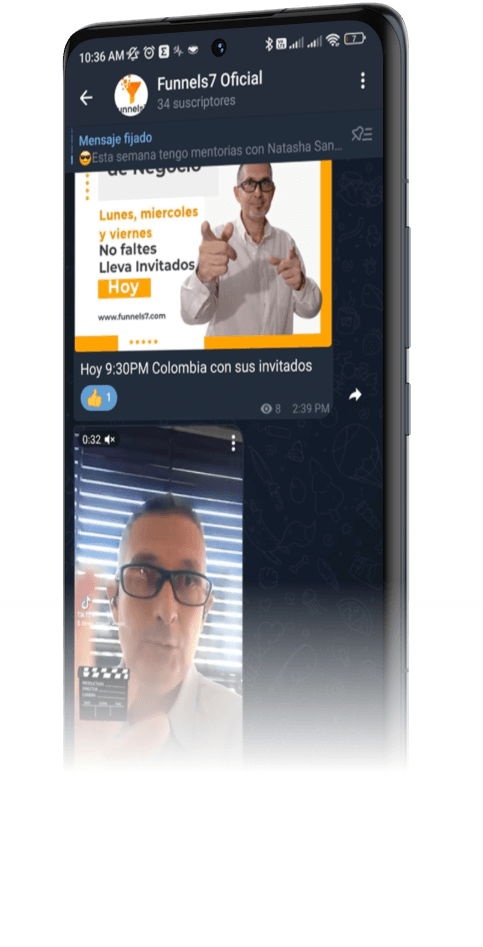 10:36 AM
7
Funnels7 Oficial
34 suscriptores
unnels
Mensaje fijado
😎Esta semana tengo mentorias con Natasha San...
de Negocio
Lunes, miercoles
y viernes
No faltes
Lleva Invitados
Hoy
www.funnels7.com
Hoy 9:30PM Colombia con sus invitados
👍 1
8 2:39 PM
0:32